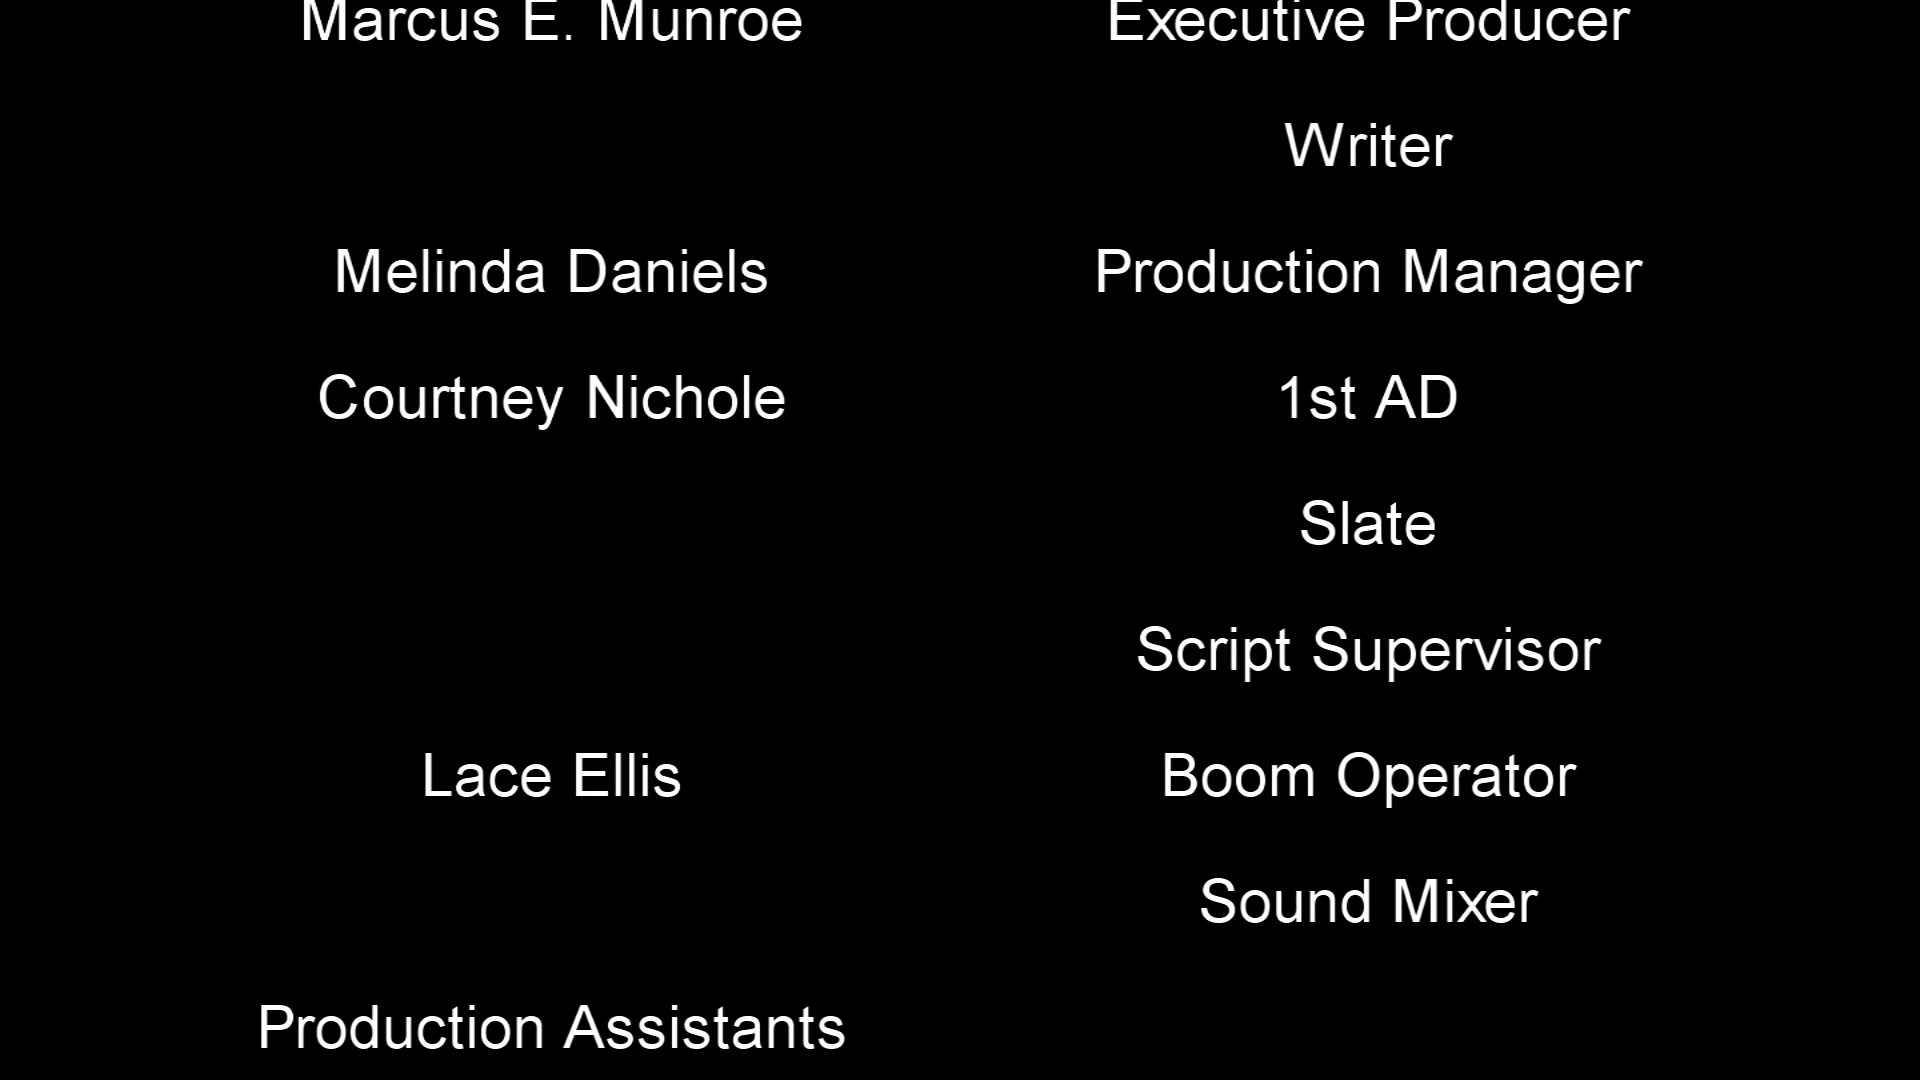 Marcus E. Munroe Executive Producer
Writer
Melinda Daniels Production Manager
Courtney Nichole 1st AD
Slate
Script Supervisor
Lace Ellis Boom Operator
Sound Mixer
Production Assistants